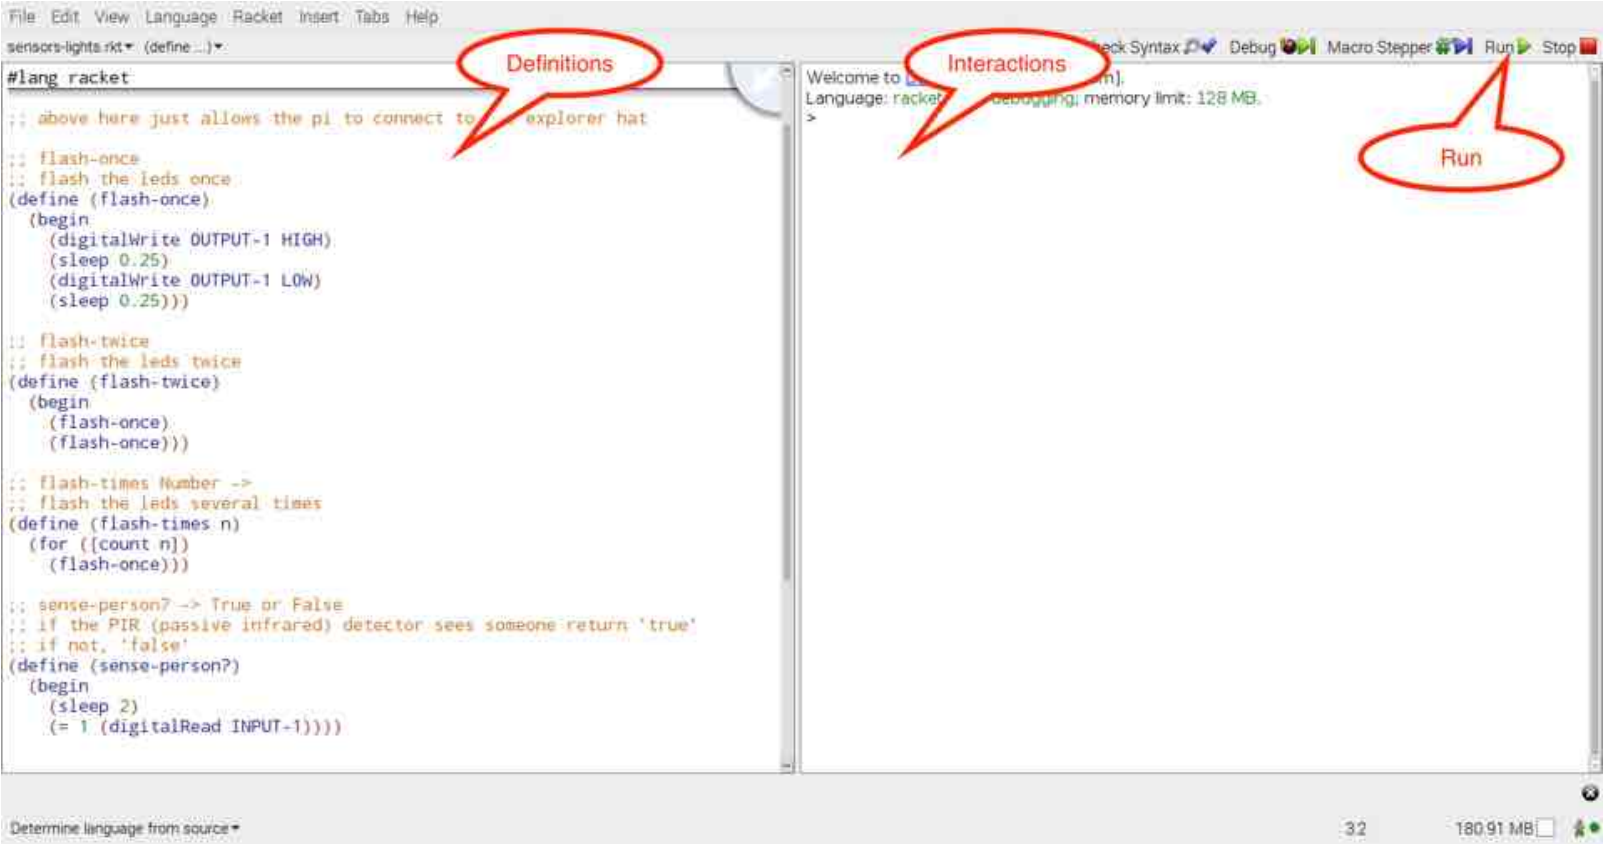 File Edit View Language Racket Insert Tabs Help
sensors-lights.rkt (define ...)
Check Syntax Debug Macro Stepper Run Stop
Definitions
Interactions
Run
#lang racket
;; above here just allows the pi to connect to explorer hat
;; flash-once
;; flash the leds once
(define (flash-once)
(begin
(digitalWrite OUTPUT-1 HIGH)
(sleep 0.25)
(digitalWrite OUTPUT-1 LOW)
(sleep 0.25)))
;; flash-twice
;; flash the leds twice
(define (flash-twice)
(begin
(flash-once)
(flash-once)))
;; flash-times Number ->
;; flash the leds several times
(define (flash-times n)
(for ([count n])
(flash-once)))
;; sense-person? -> True or False
;; if the PIR (passive infrared) detector sees someone return 'true'
;; if not, 'false'
(define (sense-person?)
(begin
(sleep 2)
(= 1 (digitalRead INPUT-1))))
Welcome to
Language: racket debugging; memory limit: 128 MB.
>
Determine language from source
3:2
180.91 MB